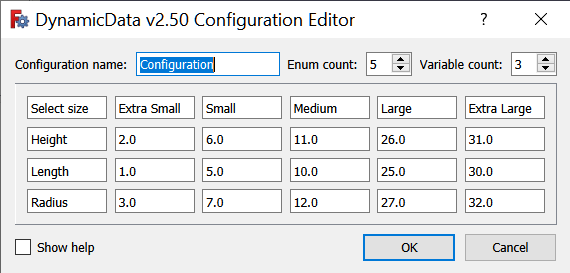 DynamicData v2.50 Configuration Editor ? ×
Configuration name: Configuration Enum count: 5 Variable count: 3
Select size Extra Small Small Medium Large Extra Large
Height 2.0 6.0 11.0 26.0 31.0
Length 1.0 5.0 10.0 25.0 30.0
Radius 3.0 7.0 12.0 27.0 32.0
Show help OK Cancel